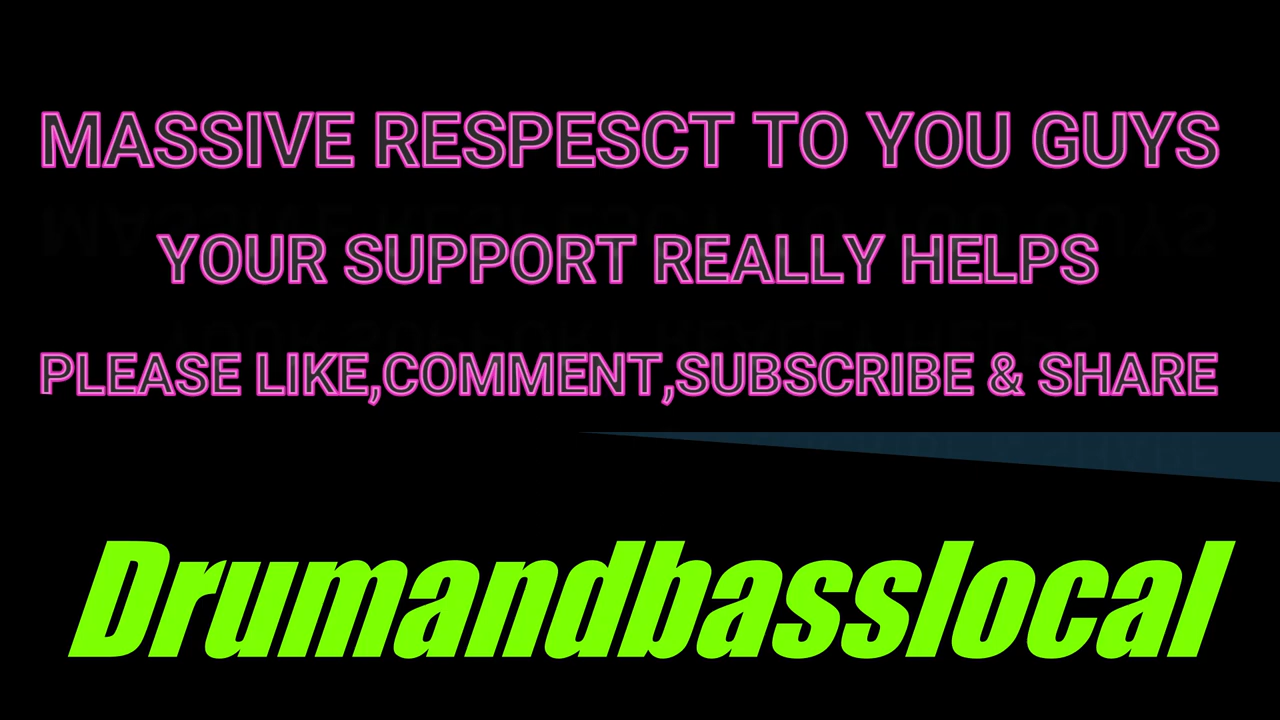 MASSIVE RESPESCT TO YOU GUYS
YOUR SUPPORT REALLY HELPS
PLEASE LIKE,COMMENT,SUBSCRIBE & SHARE
Drumandbasslocal